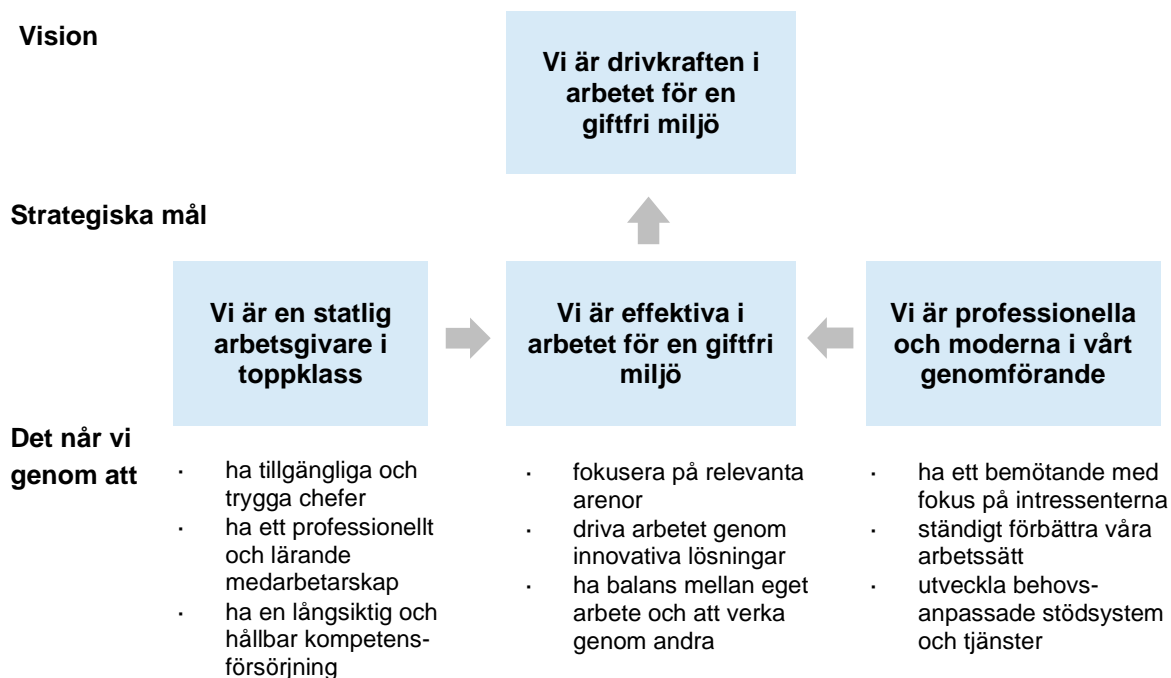 Vision
Vi är drivkraften i
arbetet för en
giftfri miljö
Strategiska mål
Vi är en statlig
arbetsgivare i
toppklass
Vi är effektiva i
arbetet för en giftfri
miljö
Vi är professionella
och moderna i vårt
genomförande
Det når vi
genom att
· ha tillgängliga och
trygga chefer
· ha ett professionellt
och lärande
medarbetarskap
· ha en långsiktig och
hållbar kompetens-
försörjning
· fokusera på relevanta
arenor
· driva arbetet genom
innovativa lösningar
· ha balans mellan eget
arbete och att verka
genom andra
· ha ett bemötande med
fokus på intressenterna
· ständigt förbättra våra
arbetssätt
· utveckla behovs-
anpassade stödsystem
och tjänster